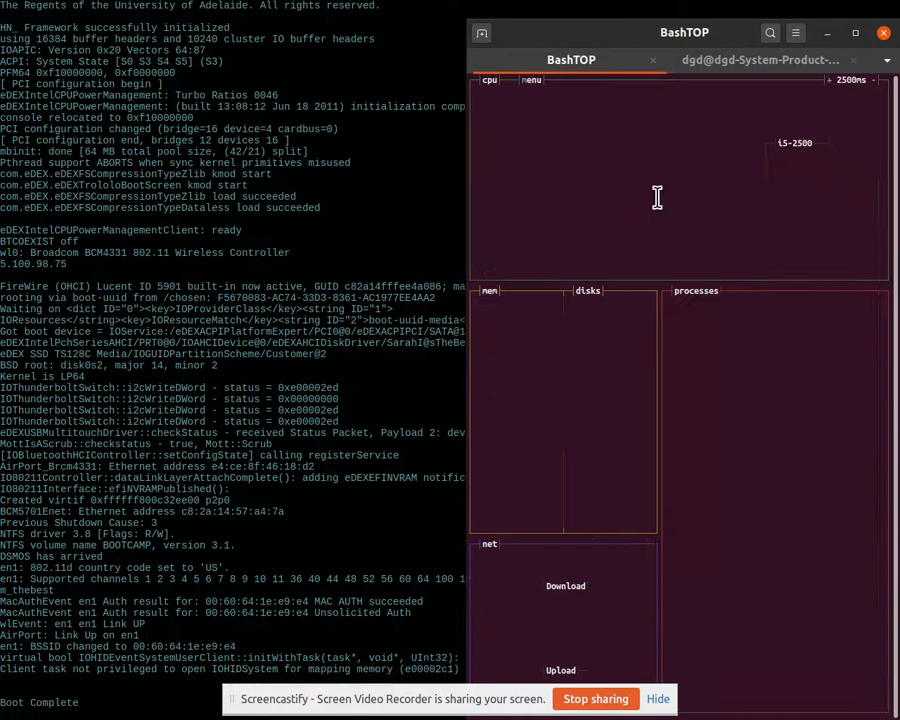 The Regents of the University of Adelaide. All rights reserved.
HN_ Framework successfully initialized
using 16384 buffer headers and 10240 cluster IO buffer headers
IOAPIC: Version 0x20 Vectors 64:87
ACPI: System State [S0 S3 S4 S5] (S3)
PFM64 0xf10000000, 0xf0000000
[ PCI configuration begin ]
eDEXIntelCPUPowerManagement: Turbo Ratios 0046
eDEXIntelCPUPowerManagement: (built 13:08:12 Jun 18 2011) initialization comp
console relocated to 0xf10000000
PCI configuration changed (bridge=16 device=4 cardbus=0)
[ PCI configuration end, bridges 12 devices 16 ]
mbinit: done [64 MB total pool size, (42/21) split]
Pthread support ABORTS when sync kernel primitives misused
com.eDEX.eDEXFSCompressionTypeZlib kmod start
com.eDEX.eDEXTrololoBootScreen kmod start
com.eDEX.eDEXFSCompressionTypeZlib load succeeded
com.eDEX.eDEXFSCompressionTypeDataless load succeeded
eDEXIntelCPUPowerManagementClient: ready
BTCOEXIST off
wl0: Broadcom BCM4331 802.11 Wireless Controller
5.100.98.75
FireWire (OHCI) Lucent ID 5901 built-in now active, GUID c82a14fffee4a086; ma
rooting via boot-uuid from /chosen: F5670083-AC74-33D3-8361-AC1977EE4AA2
Waiting on <dict ID="0"><key>IOProviderClass</key><string ID="1">
IOResources</string><key>IOResourceMatch</key><string ID="2">boot-uuid-media<
Got boot device = IOService:/eDEXACPIPlatformExpert/PCI0@0/eDEXACPIPCI/SATA@1
eDEXIntelPchSeriesAHCI/PRT0@0/IOAHCIDevice@0/eDEXAHCIDiskDriver/SarahI@sTheBe
eDEX SSD TS128C Media/IOGUIDPartitionScheme/Customer@2
BSD root: disk0s2, major 14, minor 2
Kernel is LP64
IOThunderboltSwitch::i2cWriteDWord - status = 0xe00002ed
IOThunderboltSwitch::i2cWriteDWord - status = 0x00000000
IOThunderboltSwitch::i2cWriteDWord - status = 0xe00002ed
IOThunderboltSwitch::i2cWriteDWord - status = 0xe00002ed
eDEXUSBMultitouchDriver::checkStatus - received Status Packet, Payload 2: dev
MottIsAScrub::checkstatus - true, Mott::Scrub
[IOBluetoothHCIController::setConfigState] calling registerService
AirPort_Brcm4331: Ethernet address e4:ce:8f:46:18:d2
IO80211Controller::dataLinkLayerAttachComplete(): adding eDEXEFINVRAM notific
IO80211Interface::efiNVRAMPublished():
Created virtif 0xffffff800c32ee00 p2p0
BCM5701Enet: Ethernet address c8:2a:14:57:a4:7a
Previous Shutdown Cause: 3
NTFS driver 3.8 [Flags: R/W].
NTFS volume name BOOTCAMP, version 3.1.
DSMOS has arrived
en1: 802.11d country code set to 'US'.
en1: Supported channels 1 2 3 4 5 6 7 8 9 10 11 36 40 44 48 52 56 60 64 100 1
m_thebest
MacAuthEvent en1 Auth result for: 00:60:64:1e:e9:e4 MAC AUTH succeeded
MacAuthEvent en1 Auth result for: 00:60:64:1e:e9:e4 Unsolicited Auth
wlEvent: en1 en1 Link UP
AirPort: Link Up on en1
en1: BSSID changed to 00:60:64:1e:e9:e4
virtual bool IOHIDEventSystemUserClient::initWithTask(task*, void*, UInt32):
Client task not privileged to open IOHIDSystem for mapping memory (e00002c1)
Boot Complete
BashTOP
BashTOP × dgd@dgd-System-Product-...
cpu menu + 2500ms -
i5-2500
mem disks processes
net
Download
Upload
Screencastify - Screen Video Recorder is sharing your screen. Stop sharing Hide